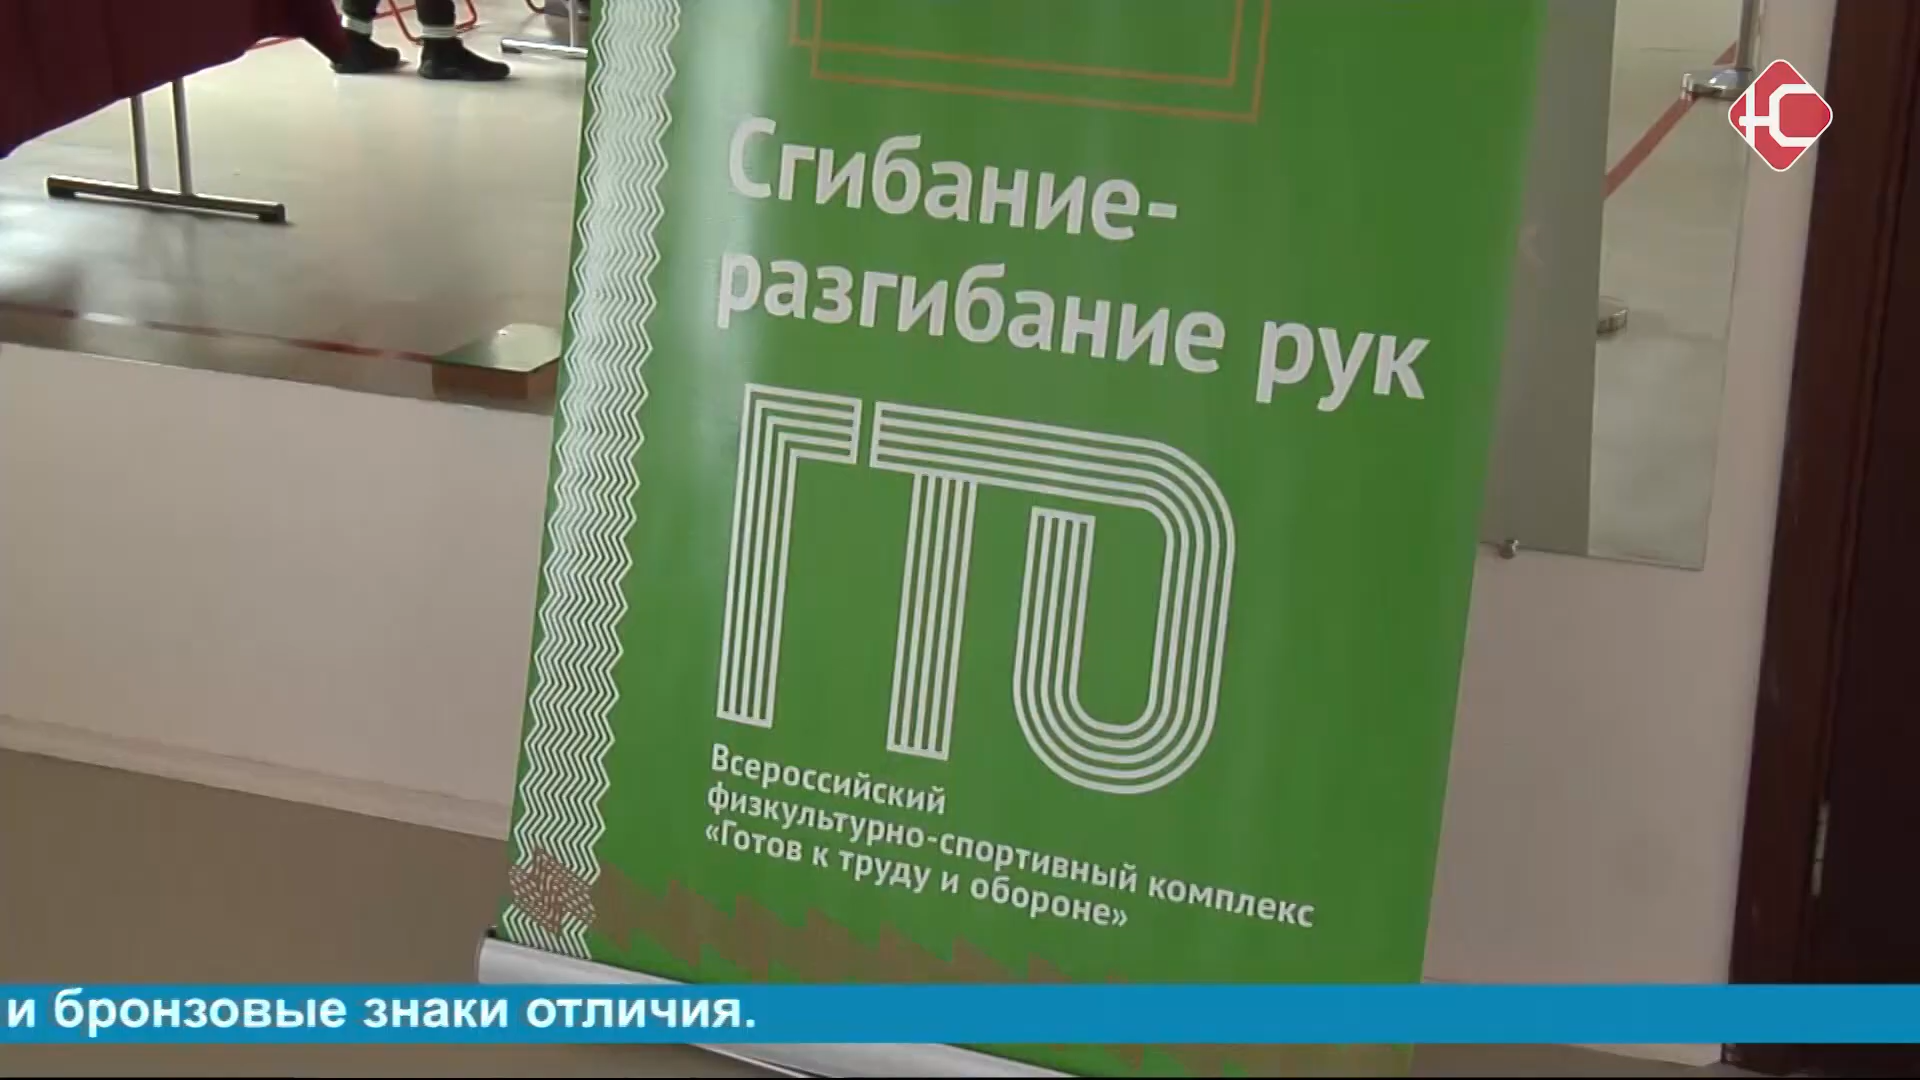 Сгибание-
разгибание рук
ГТО
Всероссийский
физкультурно-спортивный комплекс
«Готов к труду и обороне»
и бронзовые знаки отличия.